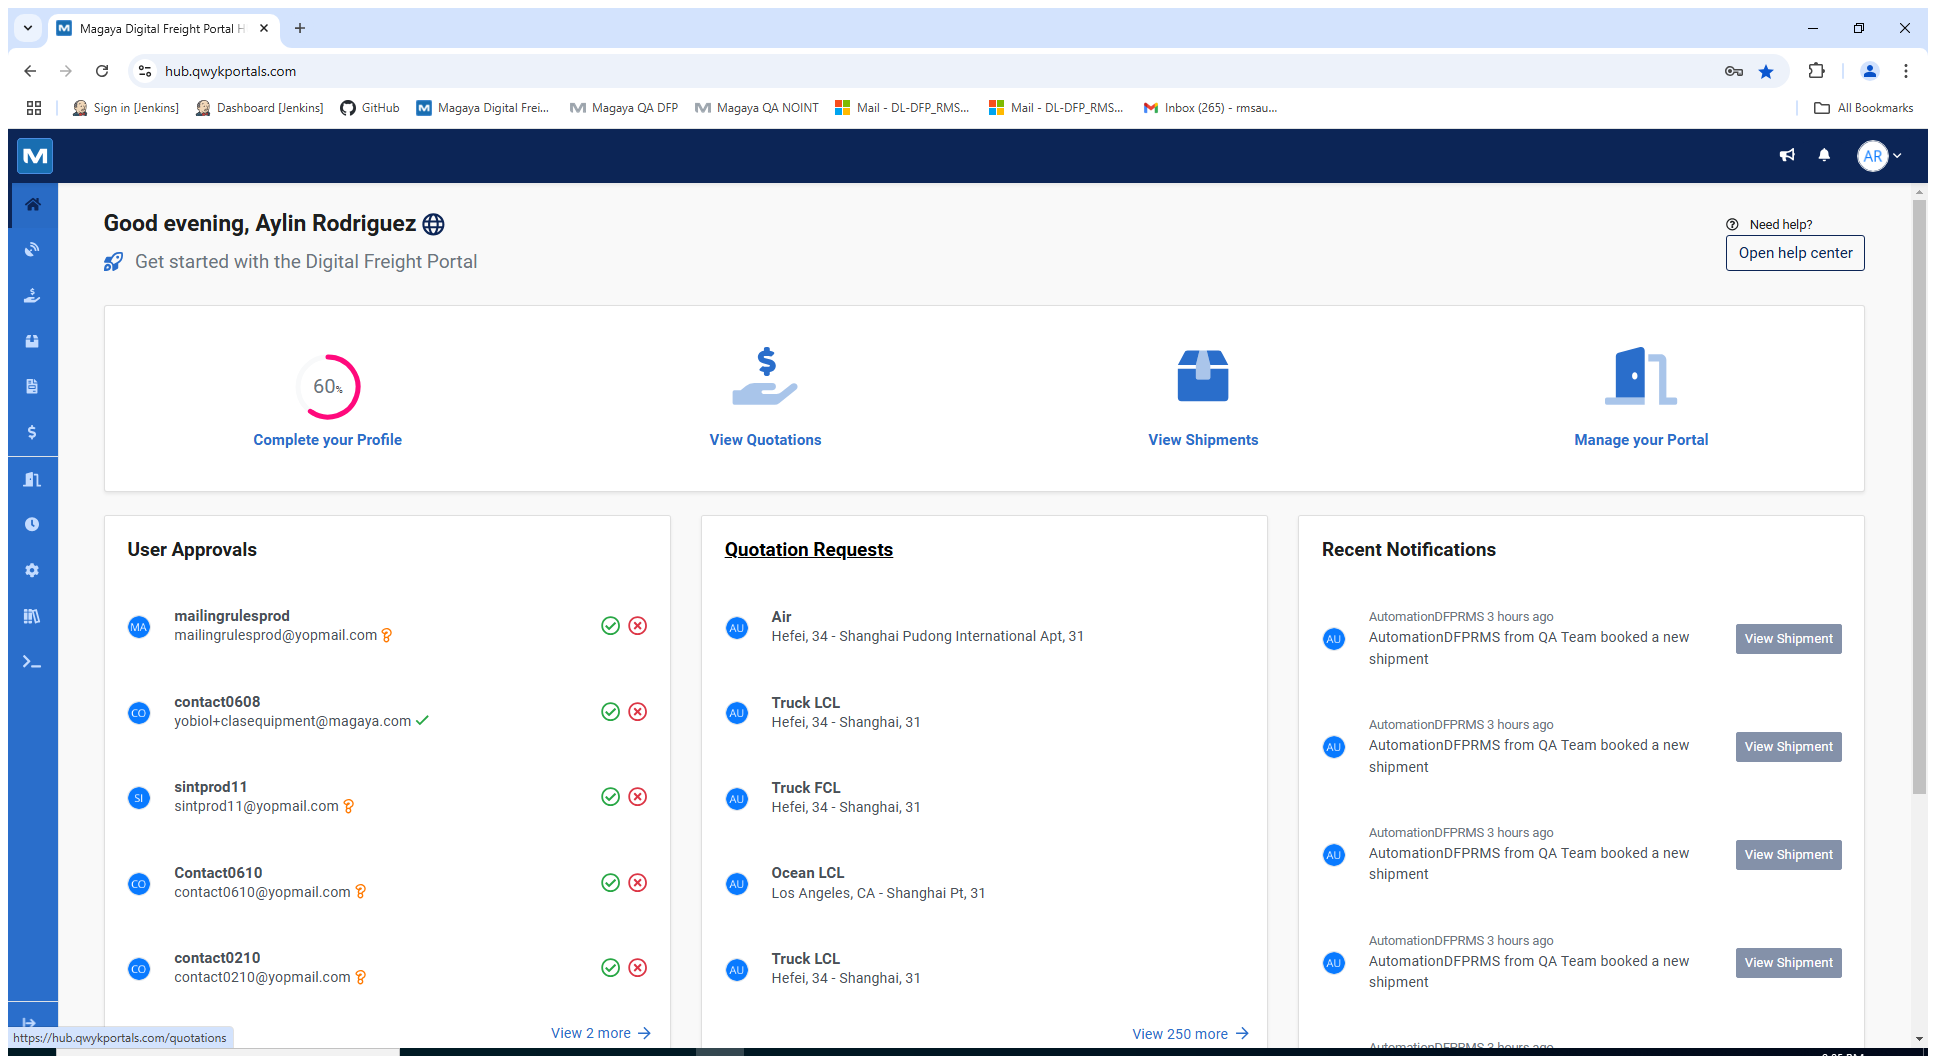 Magaya Digital Freight Portal H
hub.qwykportals.com
Sign in [Jenkins]
Dashboard [Jenkins]
GitHub
Magaya Digital Frei...
Magaya QA DFP
Magaya QA NOINT
Mail - DL-DFP_RMS...
Mail - DL-DFP_RMS...
Inbox (265) - rmsau...
All Bookmarks
M
AR
Good evening, Aylin Rodriguez
Get started with the Digital Freight Portal
Need help?
Open help center
60%
Complete your Profile
View Quotations
View Shipments
Manage your Portal
User Approvals
MA
mailingrulesprod
mailingrulesprod@yopmail.com
CO
contact0608
yobiol+clasequipment@magaya.com
SI
sintprod11
sintprod11@yopmail.com
CO
Contact0610
contact0610@yopmail.com
CO
contact0210
contact0210@yopmail.com
View 2 more
Quotation Requests
AU
Air
Hefei, 34 - Shanghai Pudong International Apt, 31
AU
Truck LCL
Hefei, 34 - Shanghai, 31
AU
Truck FCL
Hefei, 34 - Shanghai, 31
AU
Ocean LCL
Los Angeles, CA - Shanghai Pt, 31
AU
Truck LCL
Hefei, 34 - Shanghai, 31
View 250 more
Recent Notifications
AU
AutomationDFPRMS 3 hours ago
AutomationDFPRMS from QA Team booked a new
shipment
View Shipment
AU
AutomationDFPRMS 3 hours ago
AutomationDFPRMS from QA Team booked a new
shipment
View Shipment
AU
AutomationDFPRMS 3 hours ago
AutomationDFPRMS from QA Team booked a new
shipment
View Shipment
AU
AutomationDFPRMS 3 hours ago
AutomationDFPRMS from QA Team booked a new
shipment
View Shipment
AutomationDFPRMS 3 hours ago
https://hub.qwykportals.com/quotations